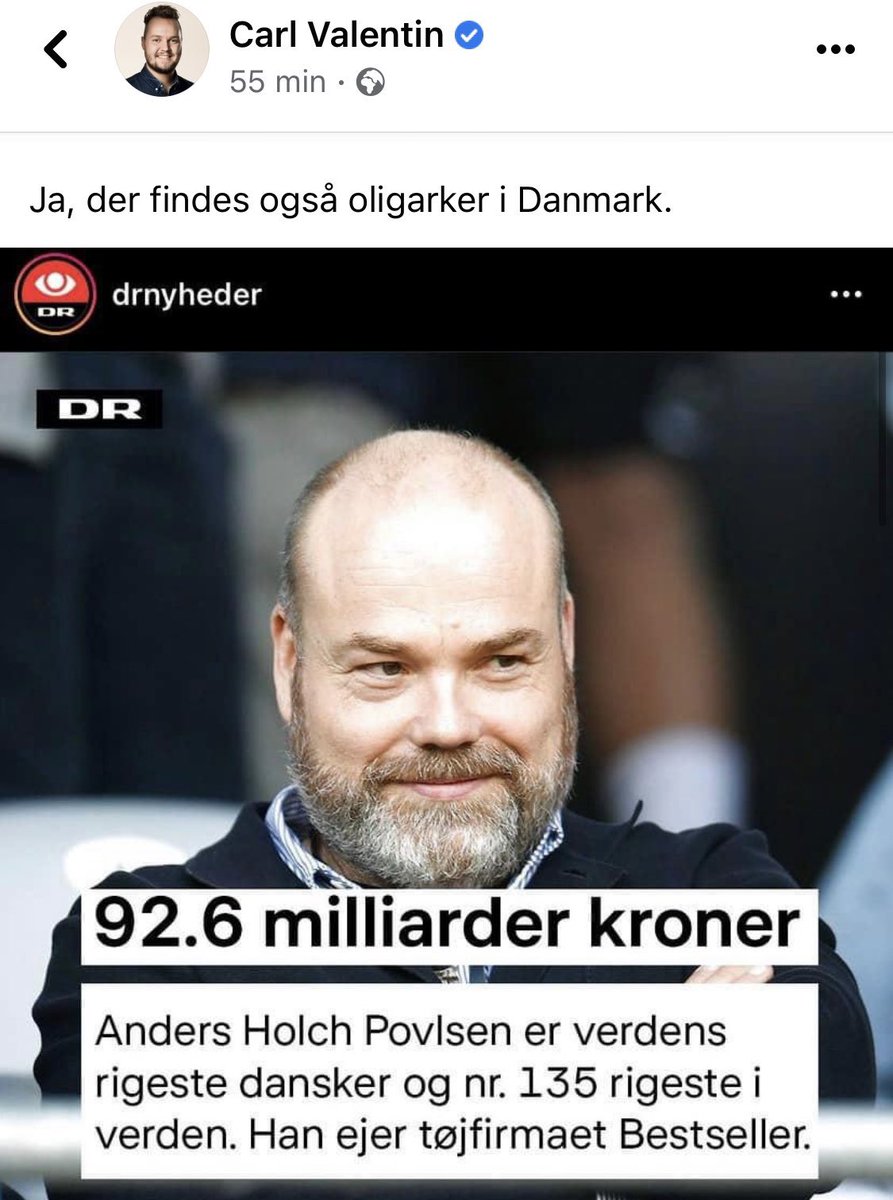 Carl Valentin
55 min ·
Ja, der findes også oligarker i Danmark.
DR
drnyheder
DR
92.6 milliarder kroner
Anders Holch Povlsen er verdens
rigeste dansker og nr. 135 rigeste i
verden. Han ejer tøjfirmaet Bestseller.